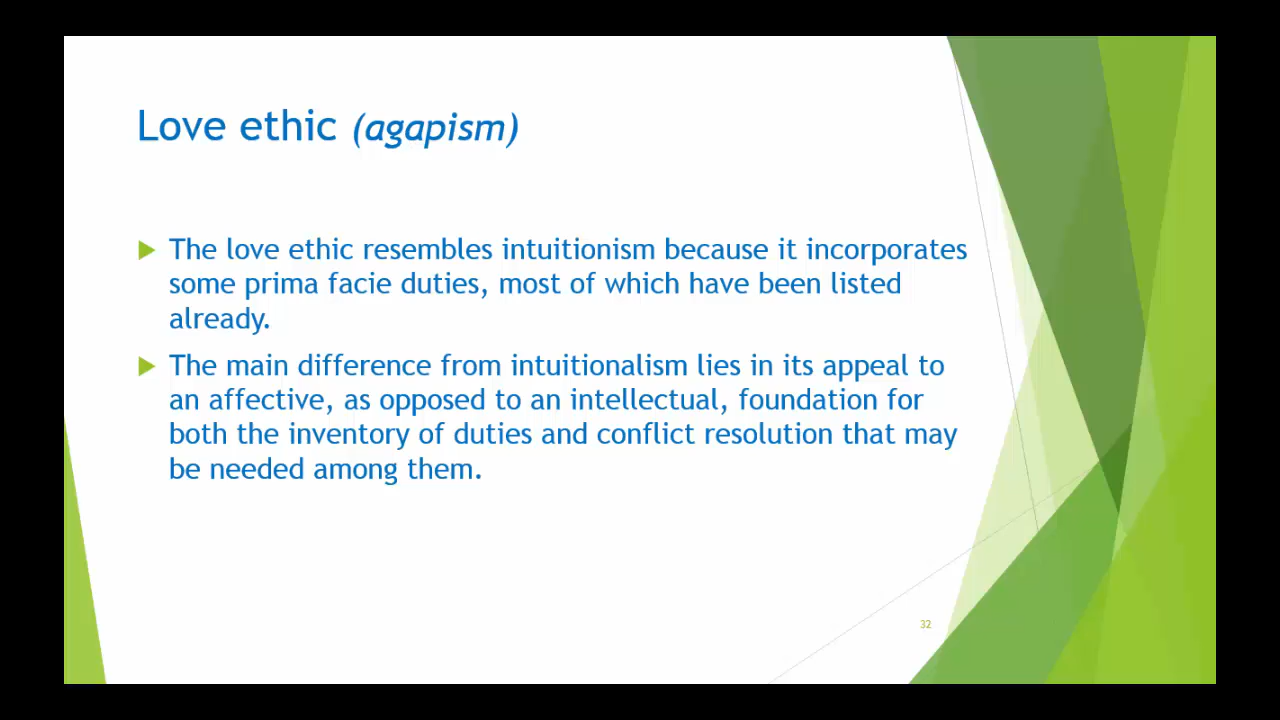 Love ethic (agapism)
The love ethic resembles intuitionism because it incorporates
some prima facie duties, most of which have been listed
already.
The main difference from intuitionalism lies in its appeal to
an affective, as opposed to an intellectual, foundation for
both the inventory of duties and conflict resolution that may
be needed among them.
32